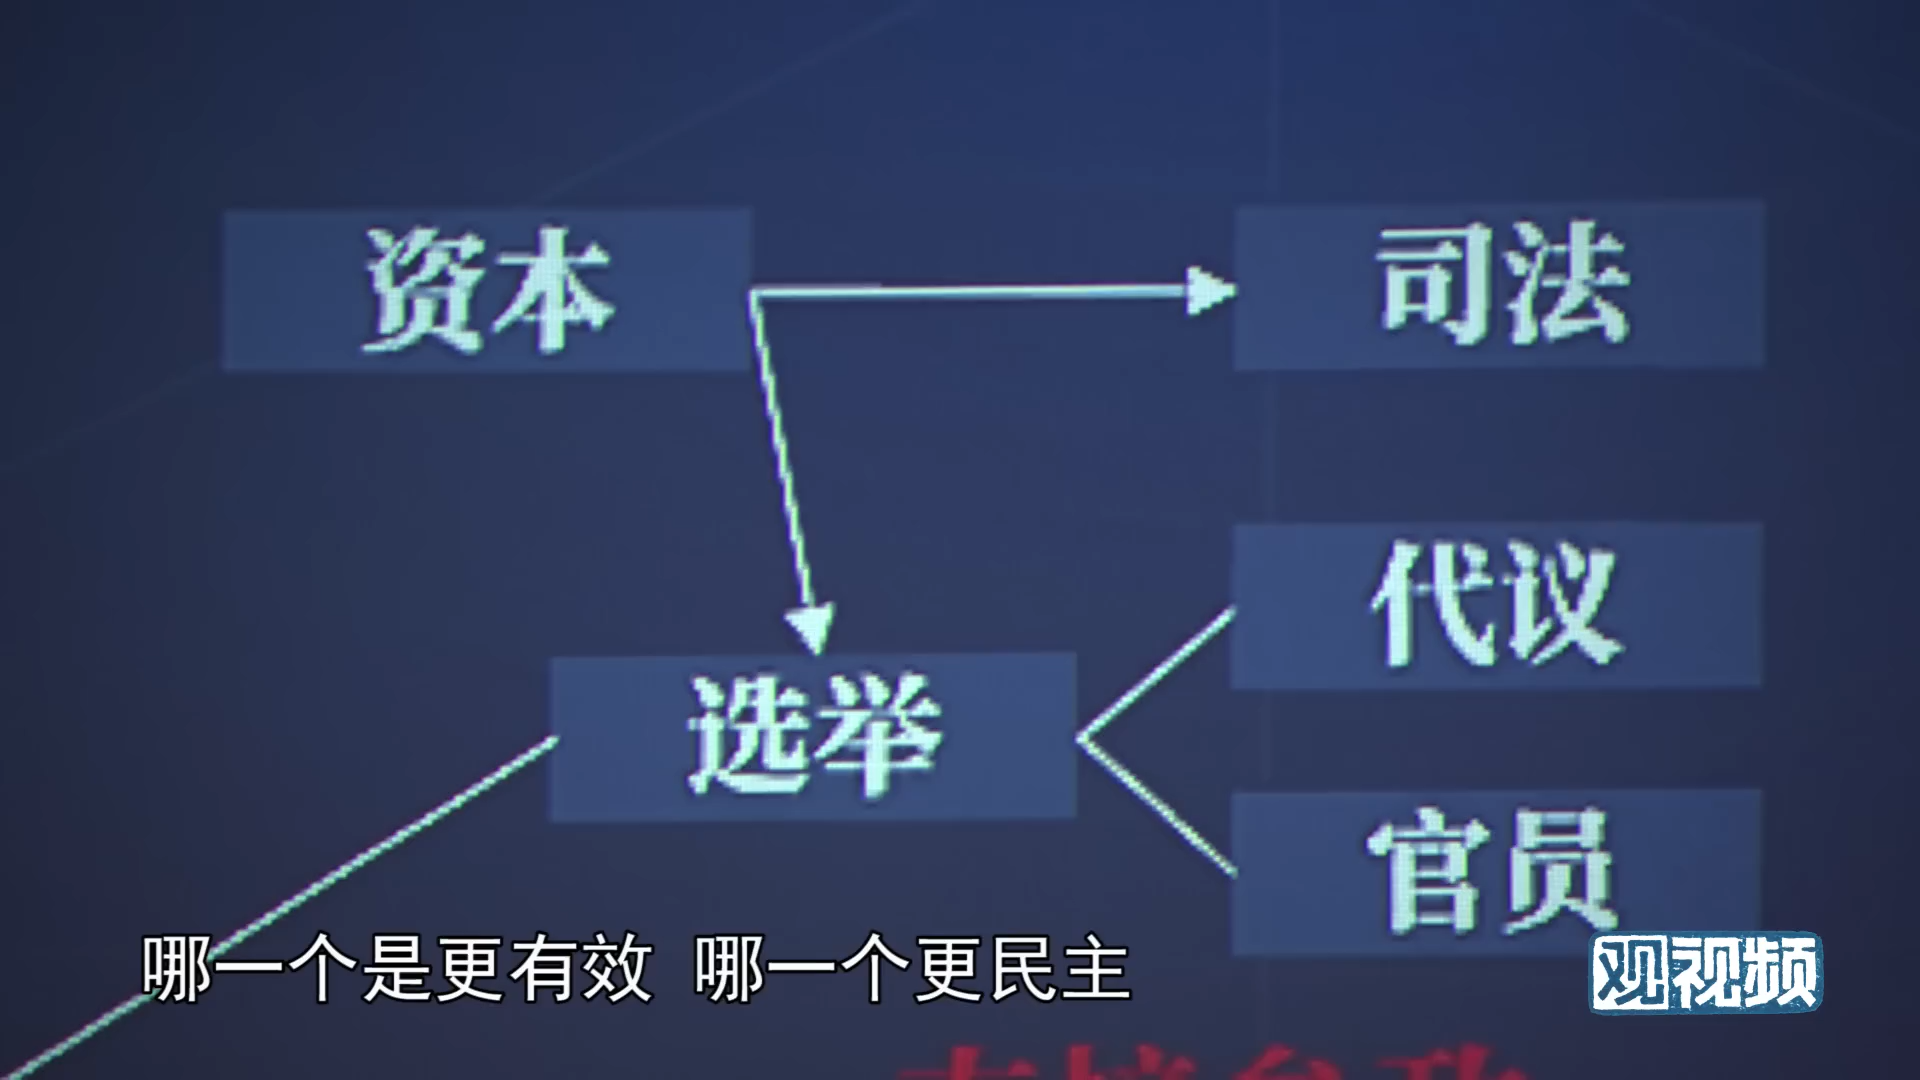 资本
司法
代议
选举
官员
哪一个是更有效 哪一个更民主
观视频